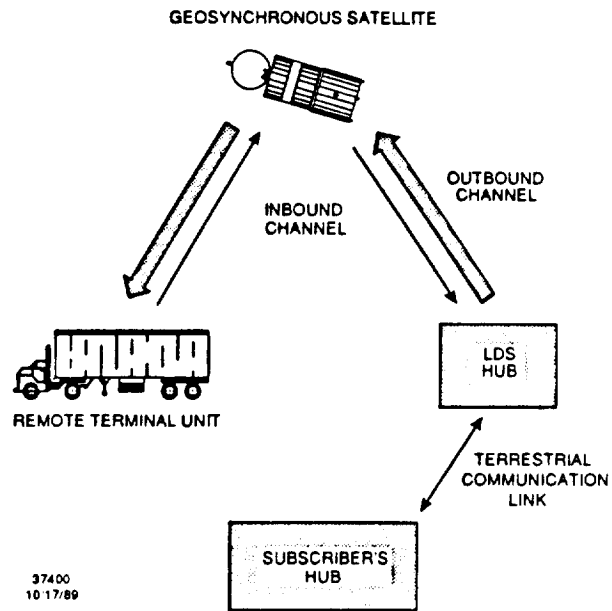 GEOSYNCHRONOUS SATELLITE
OUTBOUND
CHANNEL
INBOUND
CHANNEL
LDS
HUB
REMOTE TERMINAL UNIT
TERRESTRIAL
COMMUNICATION
LINK
SUBSCRIBER'S
HUB
37400
10/17/89